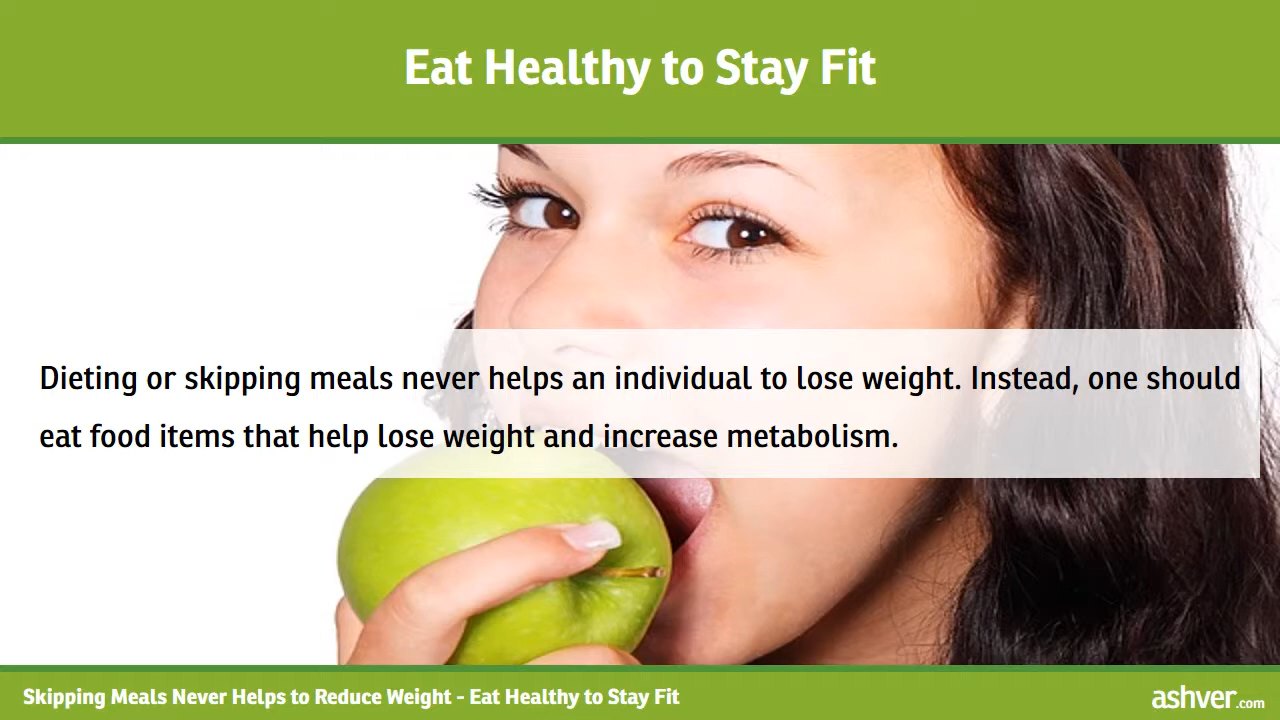 Eat Healthy to Stay Fit
Dieting or skipping meals never helps an individual to lose weight. Instead, one should
eat food items that help lose weight and increase metabolism.
Skipping Meals Never Helps to Reduce Weight - Eat Healthy to Stay Fit
ashver.com